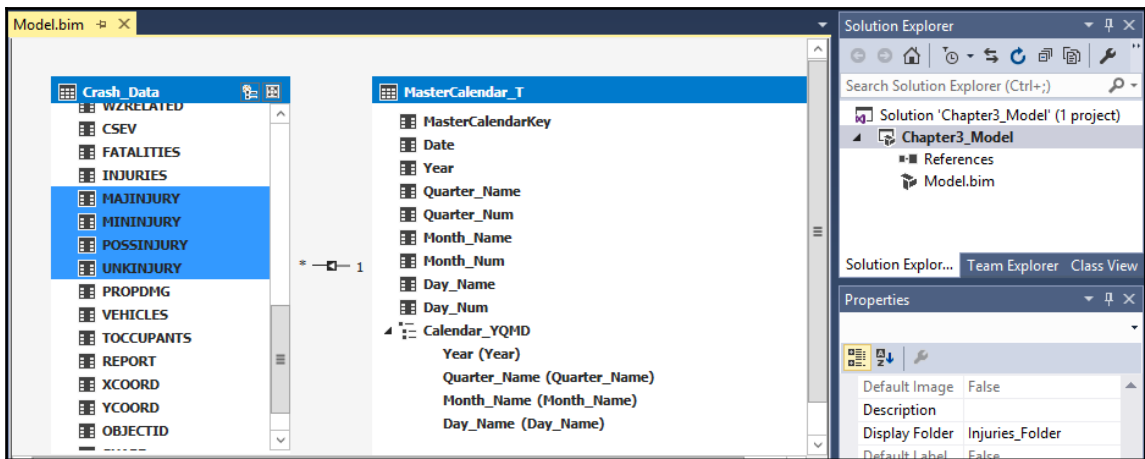 Model.bim
Crash_Data
WZRELATED
CSEV
FATALITIES
INJURIES
MAJINJURY
MININJURY
POSSINJURY
UNKINJURY
PROPDMG
VEHICLES
TOCCUPANTS
REPORT
XCOORD
YCOORD
OBJECTID
* 1
MasterCalendar_T
MasterCalendarKey
Date
Year
Quarter_Name
Quarter_Num
Month_Name
Month_Num
Day_Name
Day_Num
Calendar_YQMD
Year (Year)
Quarter_Name (Quarter_Name)
Month_Name (Month_Name)
Day_Name (Day_Name)
Solution Explorer
Search Solution Explorer (Ctrl+;)
Solution 'Chapter3_Model' (1 project)
Chapter3_Model
References
Model.bim
Solution Explor... Team Explorer Class View
Properties
Default Image False
Description
Display Folder Injuries_Folder
Default Label False